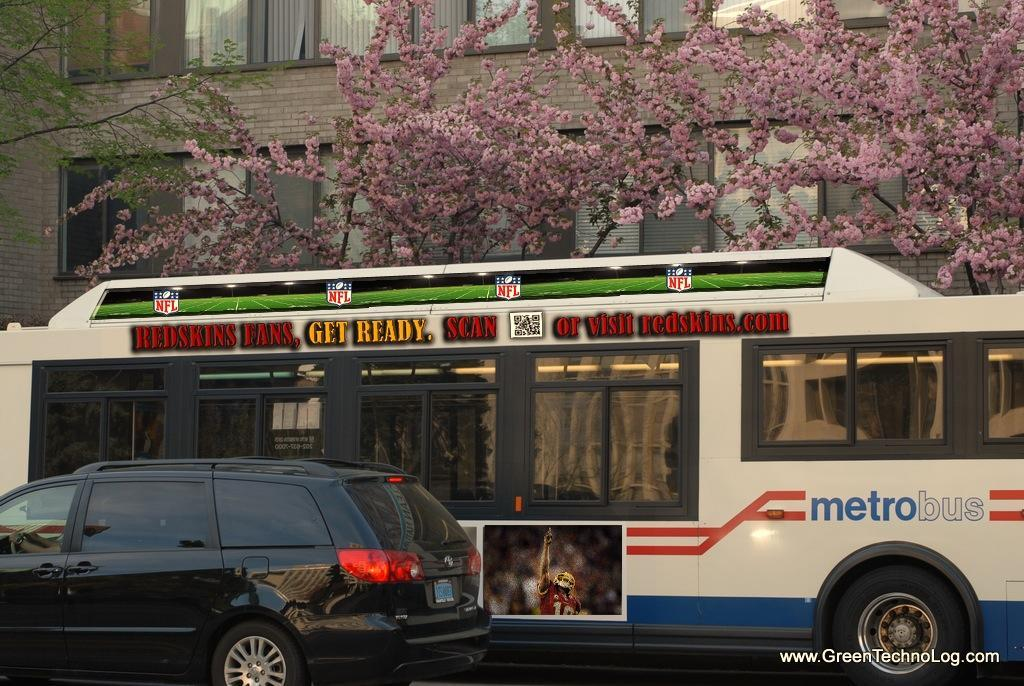 NFL NFL NFL NFL
REDSKINS FANS, GET READY. SCAN or visit redskins.com
metrobus
www.GreenTechnoLog.com